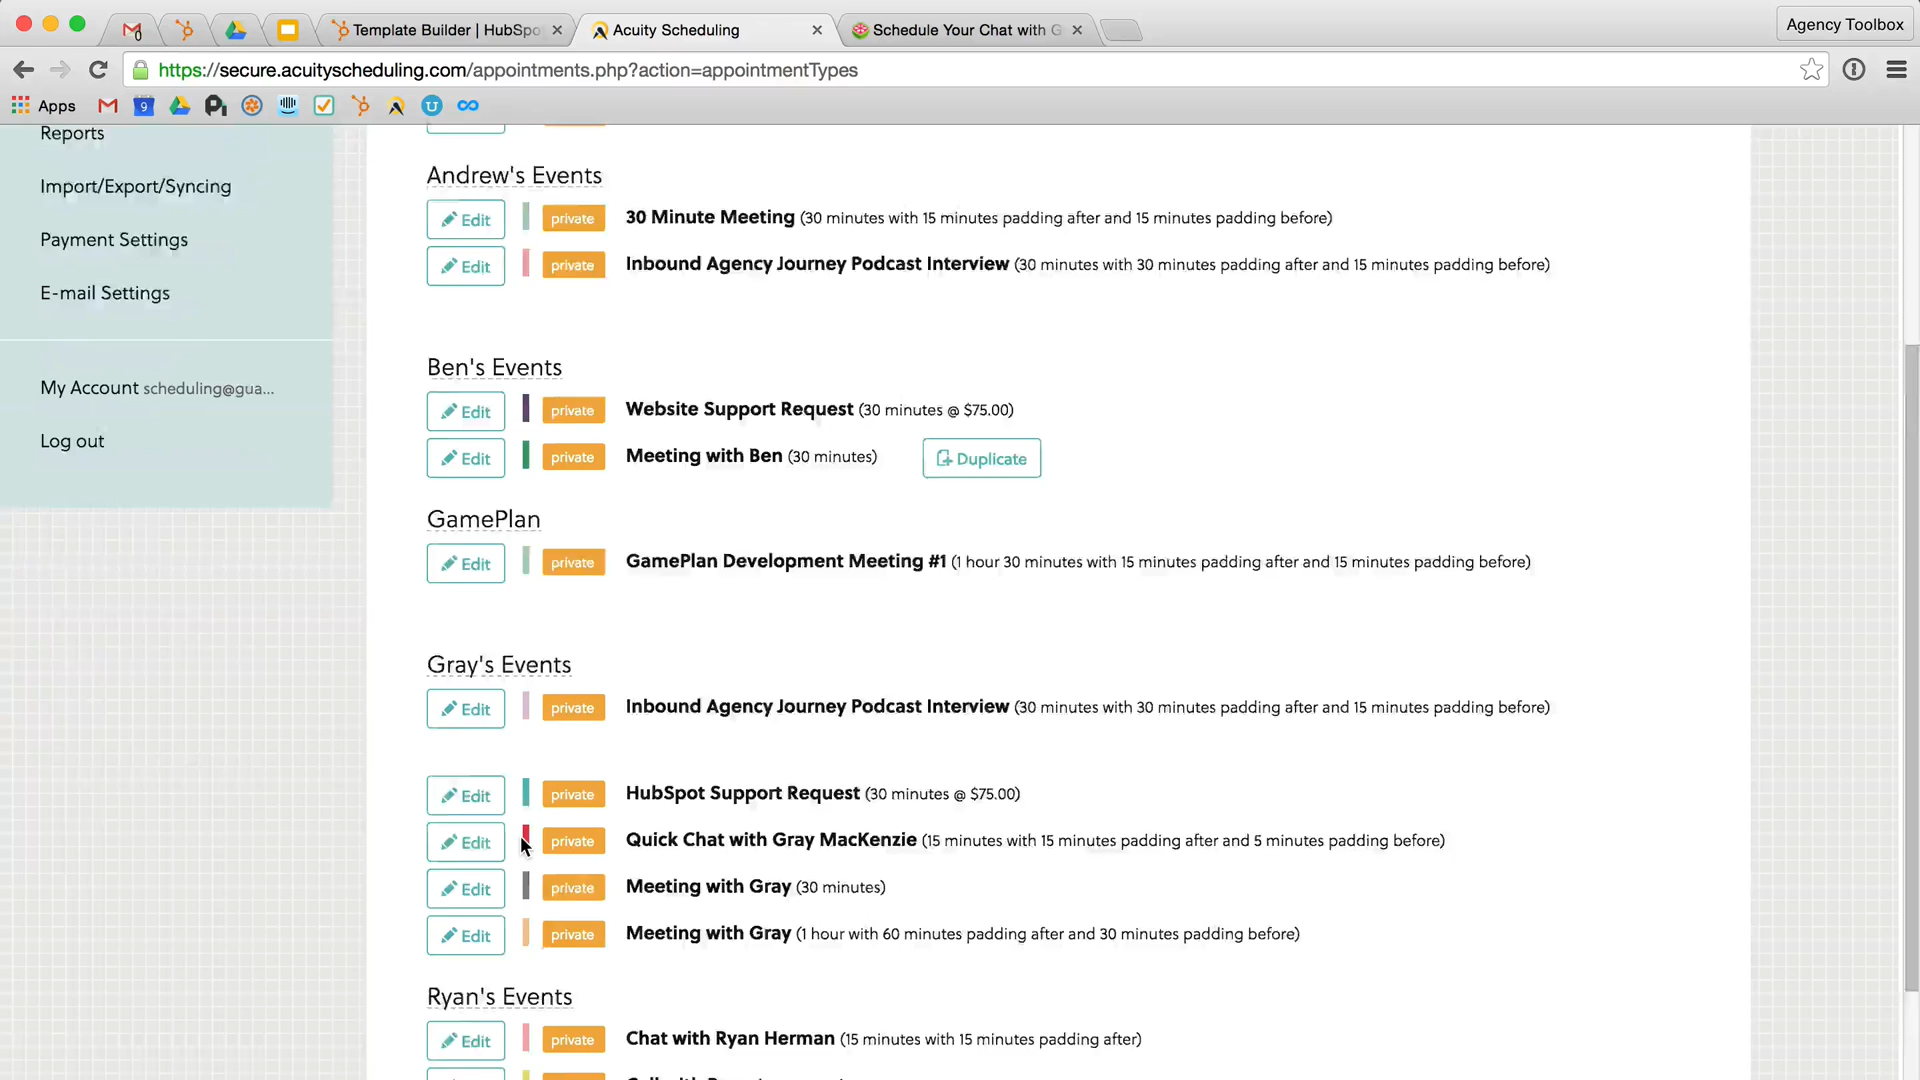 Template Builder | HubSpo
Acuity Scheduling
Schedule Your Chat with G
Agency Toolbox
https://secure.acuityscheduling.com/appointments.php?action=appointmentTypes
Apps
9
U
Reports
Import/Export/Syncing
Payment Settings
E-mail Settings
My Account scheduling@gua...
Log out
Andrew's Events
Edit private 30 Minute Meeting (30 minutes with 15 minutes padding after and 15 minutes padding before)
Edit private Inbound Agency Journey Podcast Interview (30 minutes with 30 minutes padding after and 15 minutes padding before)
Ben's Events
Edit private Website Support Request (30 minutes @ $75.00)
Edit private Meeting with Ben (30 minutes) Duplicate
GamePlan
Edit private GamePlan Development Meeting #1 (1 hour 30 minutes with 15 minutes padding after and 15 minutes padding before)
Gray's Events
Edit private Inbound Agency Journey Podcast Interview (30 minutes with 30 minutes padding after and 15 minutes padding before)
Edit private HubSpot Support Request (30 minutes @ $75.00)
Edit private Quick Chat with Gray MacKenzie (15 minutes with 15 minutes padding after and 5 minutes padding before)
Edit private Meeting with Gray (30 minutes)
Edit private Meeting with Gray (1 hour with 60 minutes padding after and 30 minutes padding before)
Ryan's Events
Edit private Chat with Ryan Herman (15 minutes with 15 minutes padding after)